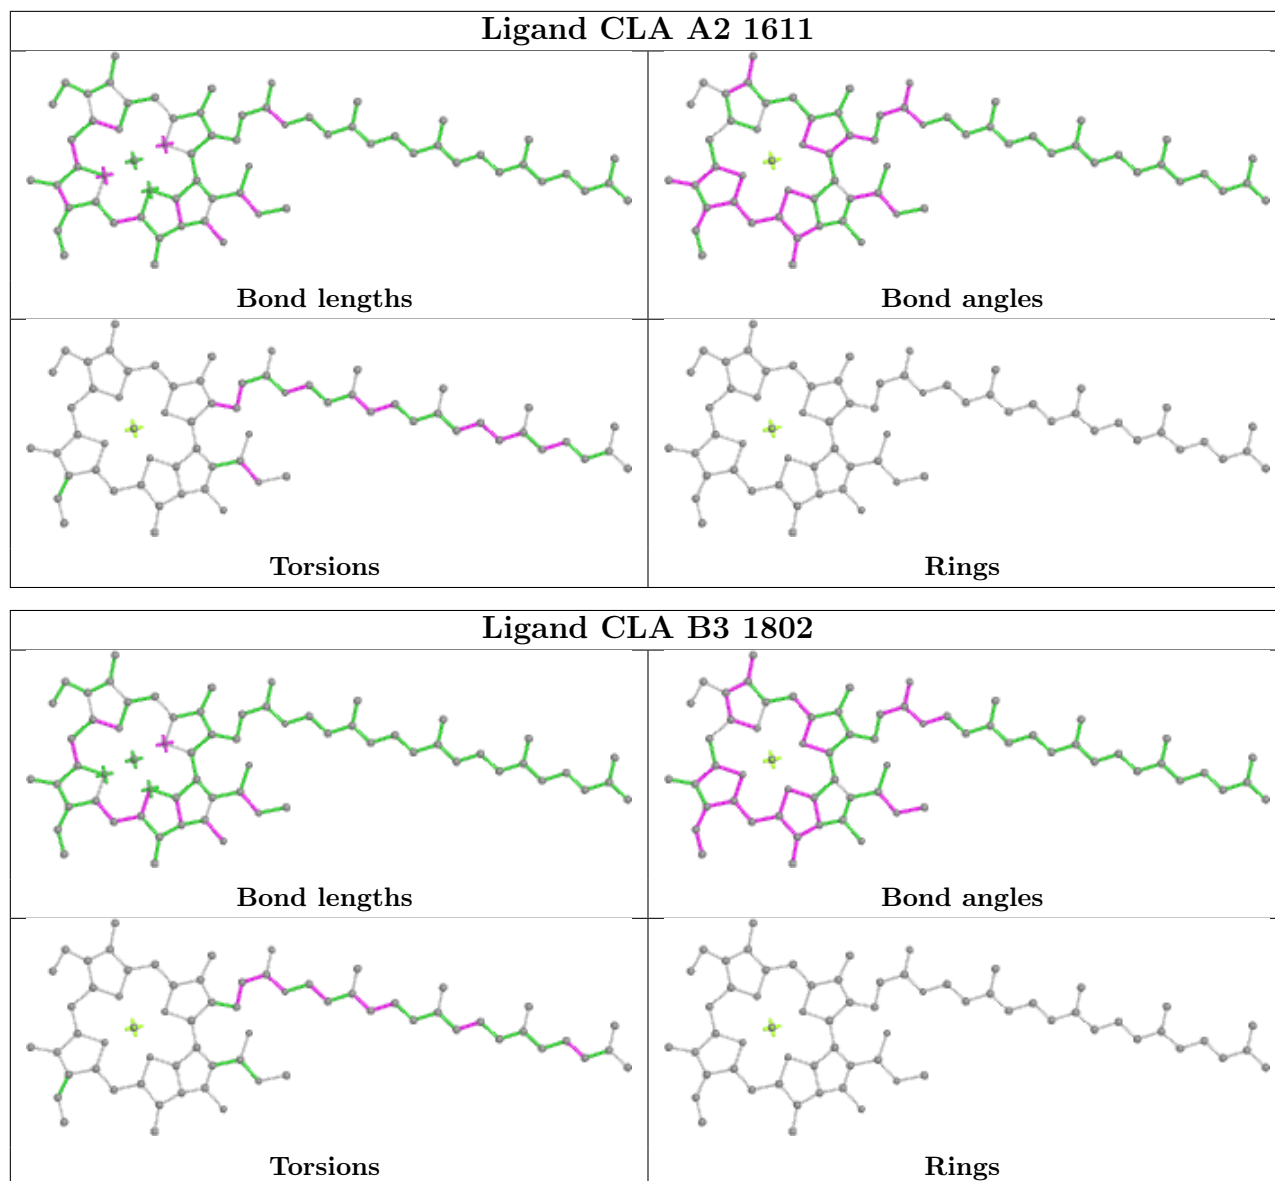 Ligand CLA A2 1611
Bond lengths
Bond angles
Torsions
Rings
Ligand CLA B3 1802
Bond lengths
Bond angles
Torsions
Rings